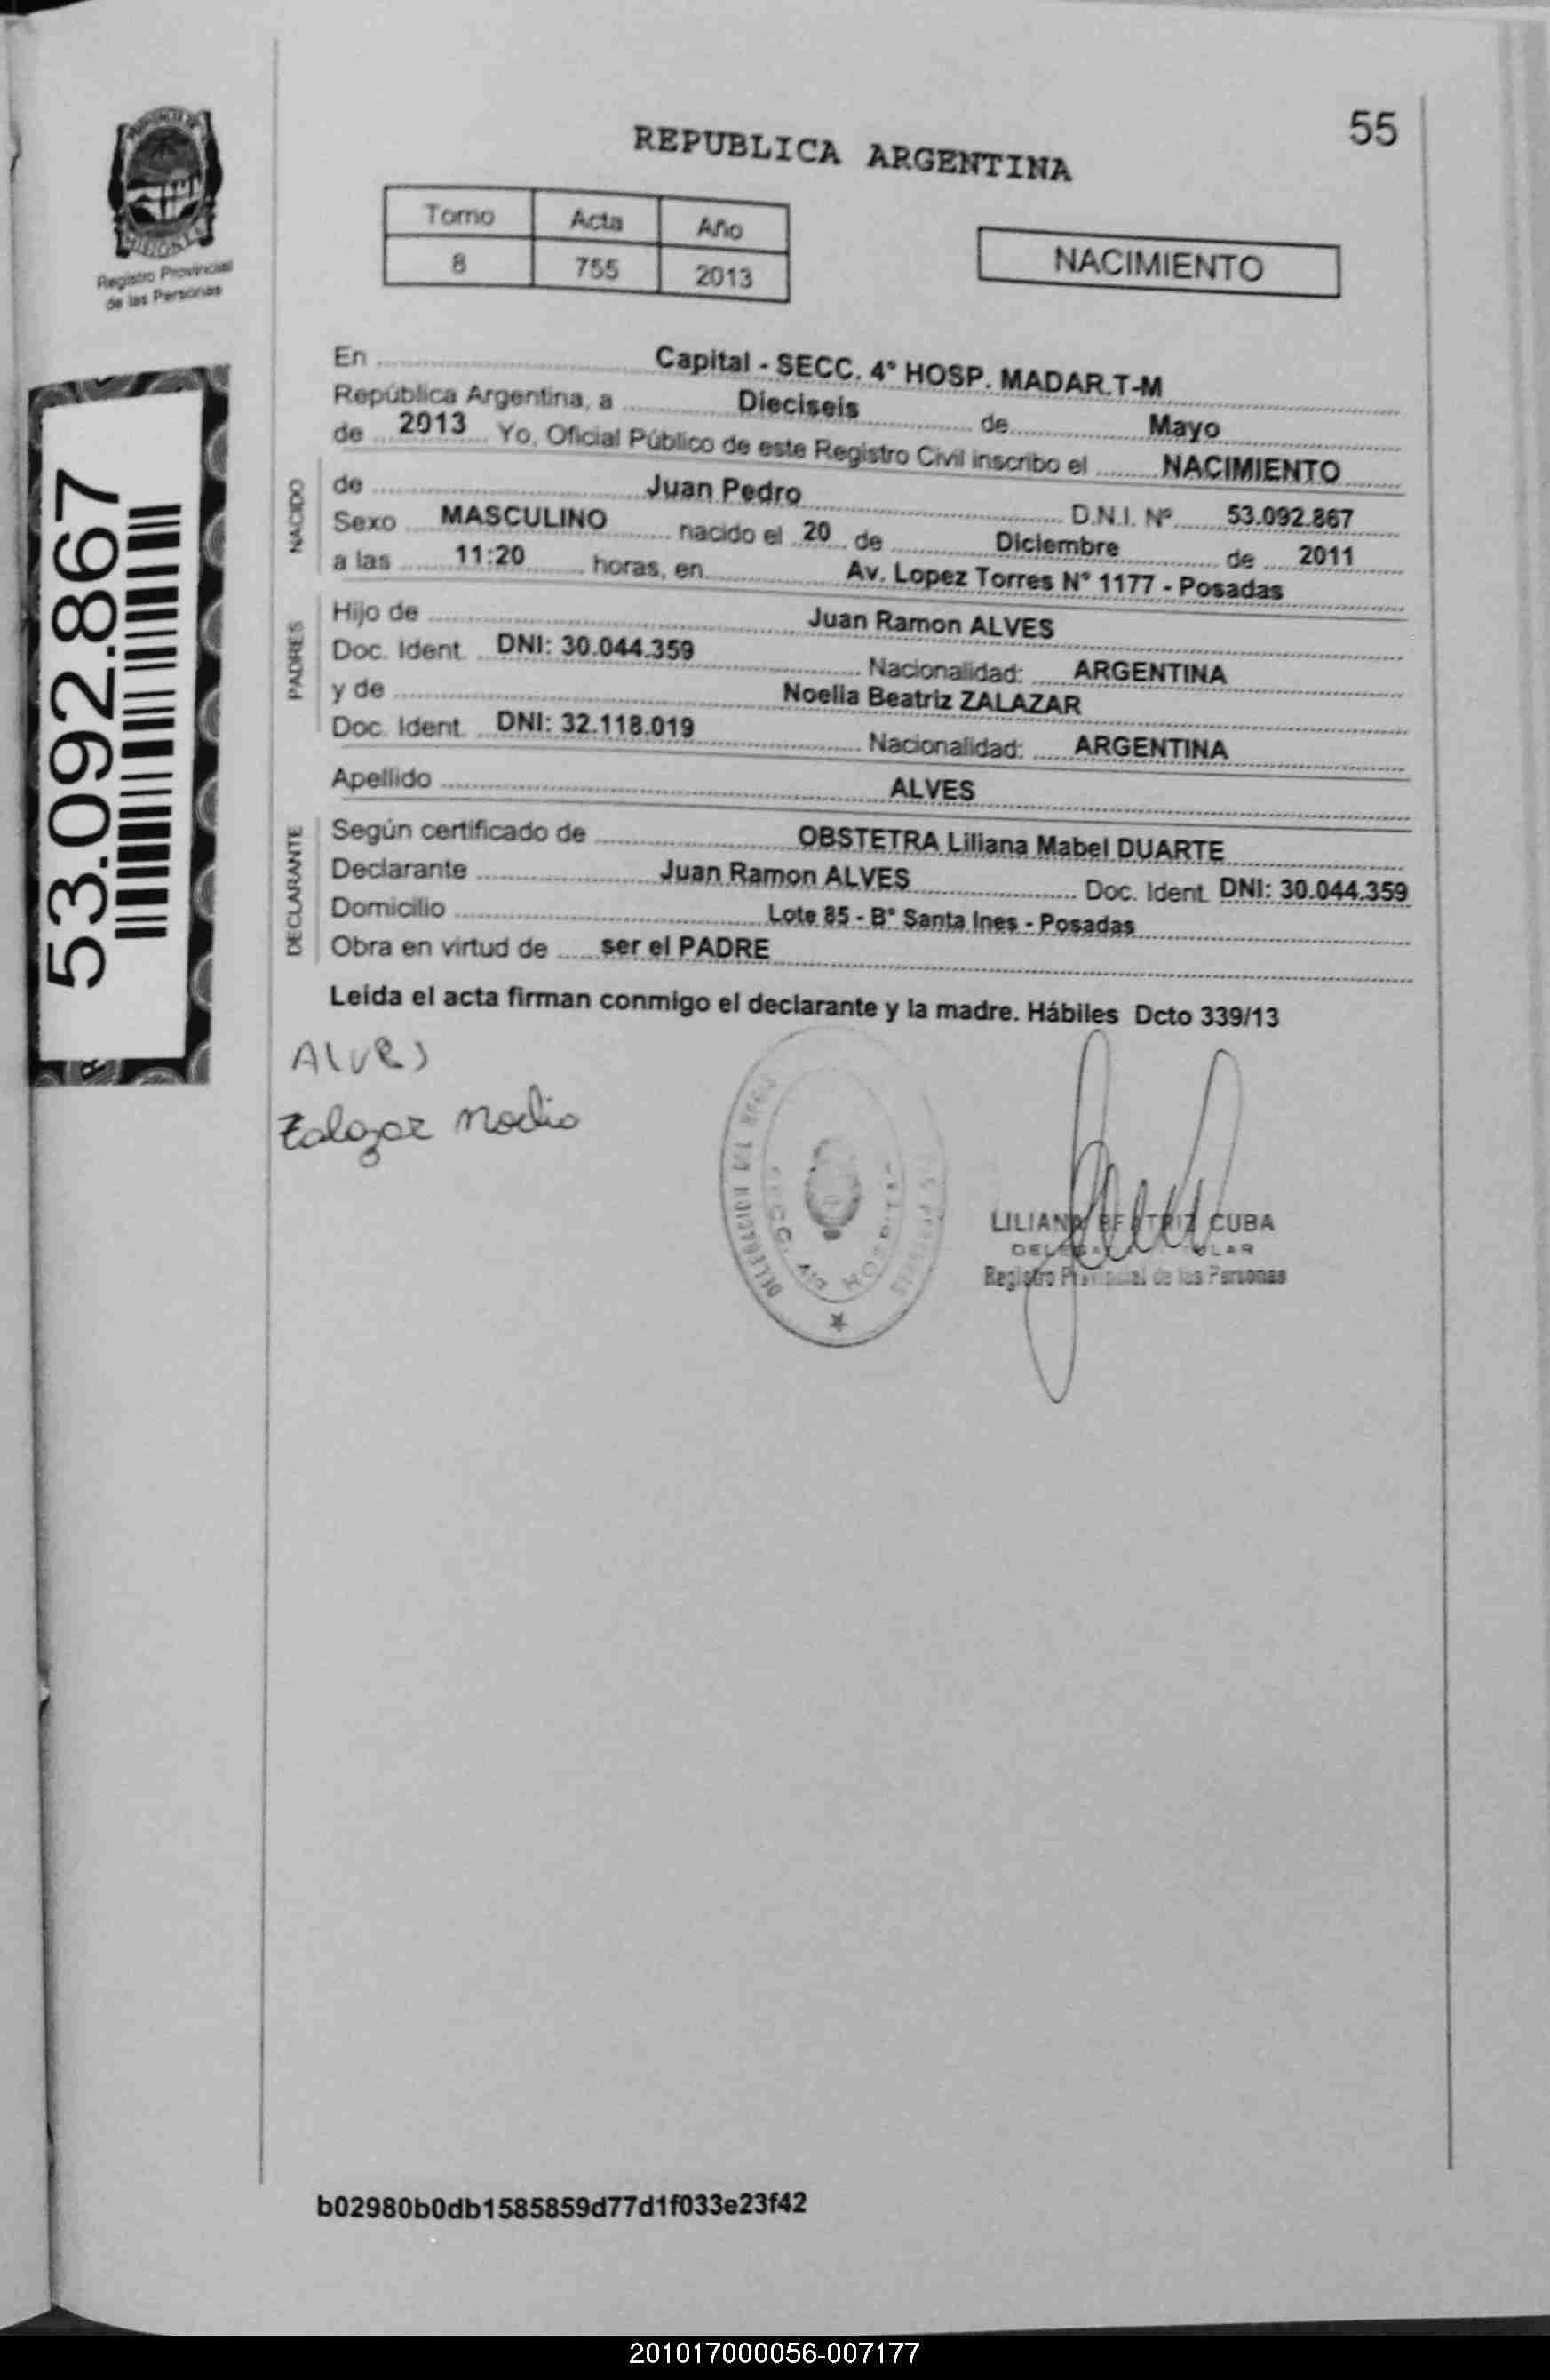 55
REPUBLICA ARGENTINA
Tomo Acta Año
8 755 2013
NACIMIENTO
MISIONES
Registro Provincial
de las Personas
53.092.867
En Capital - SECC. 4° HOSP. MADAR.T-M
República Argentina, a Dieciseis de Mayo
de 2013 Yo, Oficial Público de este Registro Civil inscribo el NACIMIENTO
NACIDO
de Juan Pedro D.N.I. Nº 53.092.867
Sexo MASCULINO nacido el 20 de Diciembre de 2011
a las 11:20 horas, en Av. Lopez Torres N° 1177 - Posadas
PADRES
Hijo de Juan Ramon ALVES
Doc. Ident. DNI: 30.044.359 Nacionalidad: ARGENTINA
y de Noelia Beatriz ZALAZAR
Doc. Ident. DNI: 32.118.019 Nacionalidad: ARGENTINA
Apellido ALVES
DECLARANTE
Según certificado de OBSTETRA Liliana Mabel DUARTE
Declarante Juan Ramon ALVES Doc. Ident. DNI: 30.044.359
Domicilio Lote 85 - B° Santa Ines - Posadas
Obra en virtud de ser el PADRE
Leida el acta firman conmigo el declarante y la madre. Hábiles Dcto 339/13
Alves
LILIANA BEATRIZ CUBA
Registro Provincial de las Personas
b02980b0db1585859d77d1f033e23f42
201017000056-007177